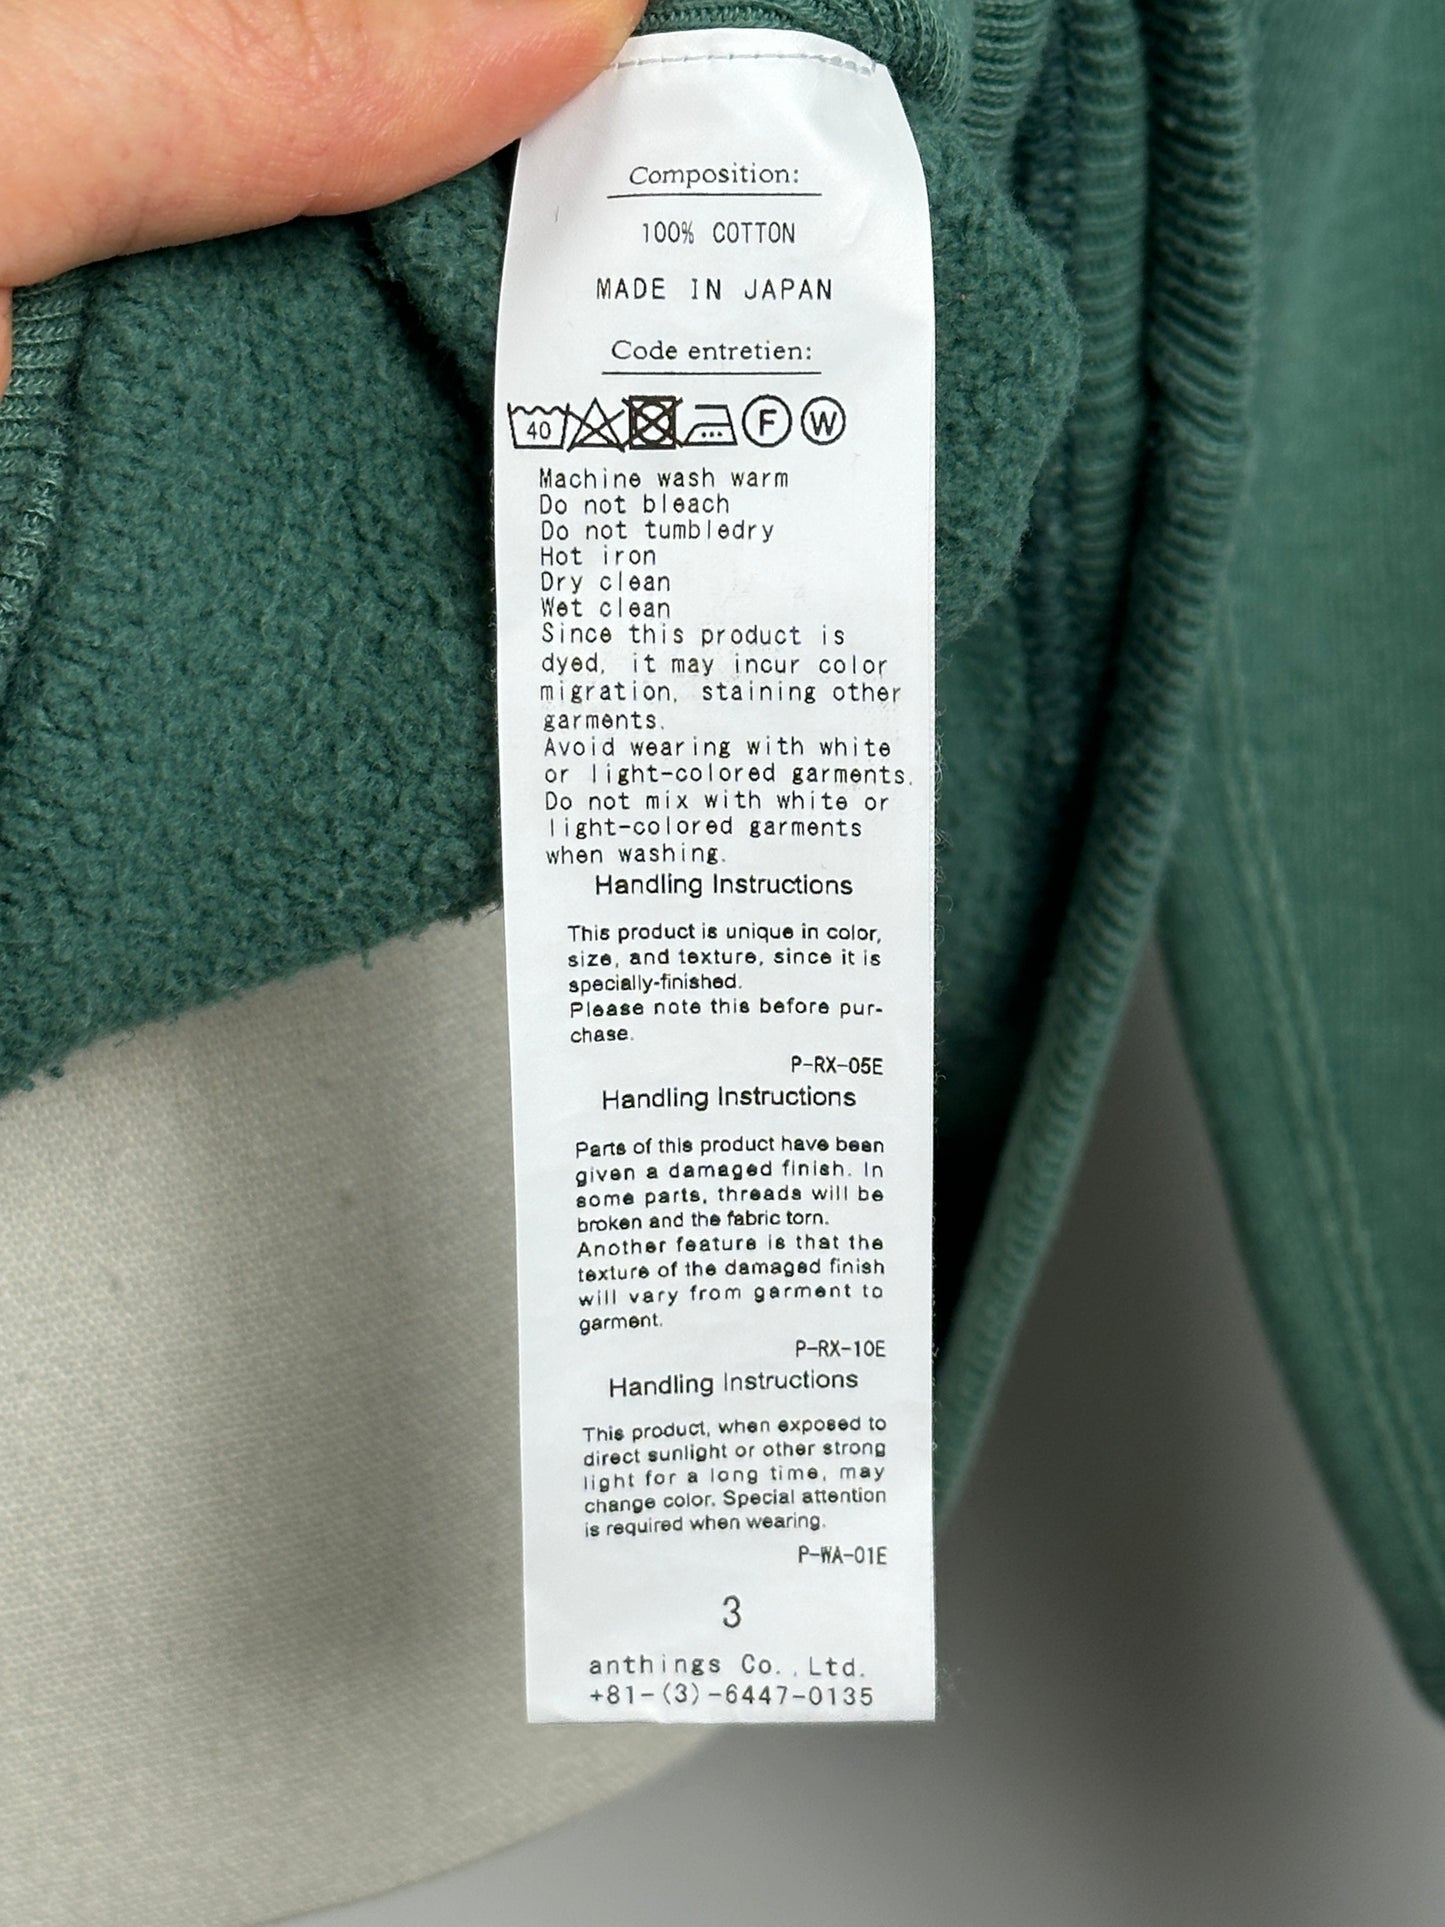 Composition:
100% COTTON
MADE IN JAPAN
Code entretien:
40 F W
Machine wash warm
Do not bleach
Do not tumbledry
Hot iron
Dry clean
Wet clean
Since this product is
dyed, it may incur color
migration, staining other
garments.
Avoid wearing with white
or light-colored garments.
Do not mix with white or
light-colored garments
when washing.
Handling Instructions
This product is unique in color,
size, and texture, since it is
specially-finished.
Please note this before pur-
chase.
P-RX-05E
Handling Instructions
Parts of this product have been
given a damaged finish. In
some parts, threads will be
broken and the fabric torn.
Another feature is that the
texture of the damaged finish
will vary from garment to
garment.
P-RX-10E
Handling Instructions
This product, when exposed to
direct sunlight or other strong
light for a long time, may
change color. Special attention
is required when wearing.
P-WA-01E
3
anthings Co.,Ltd.
+81-(3)-6447-0135